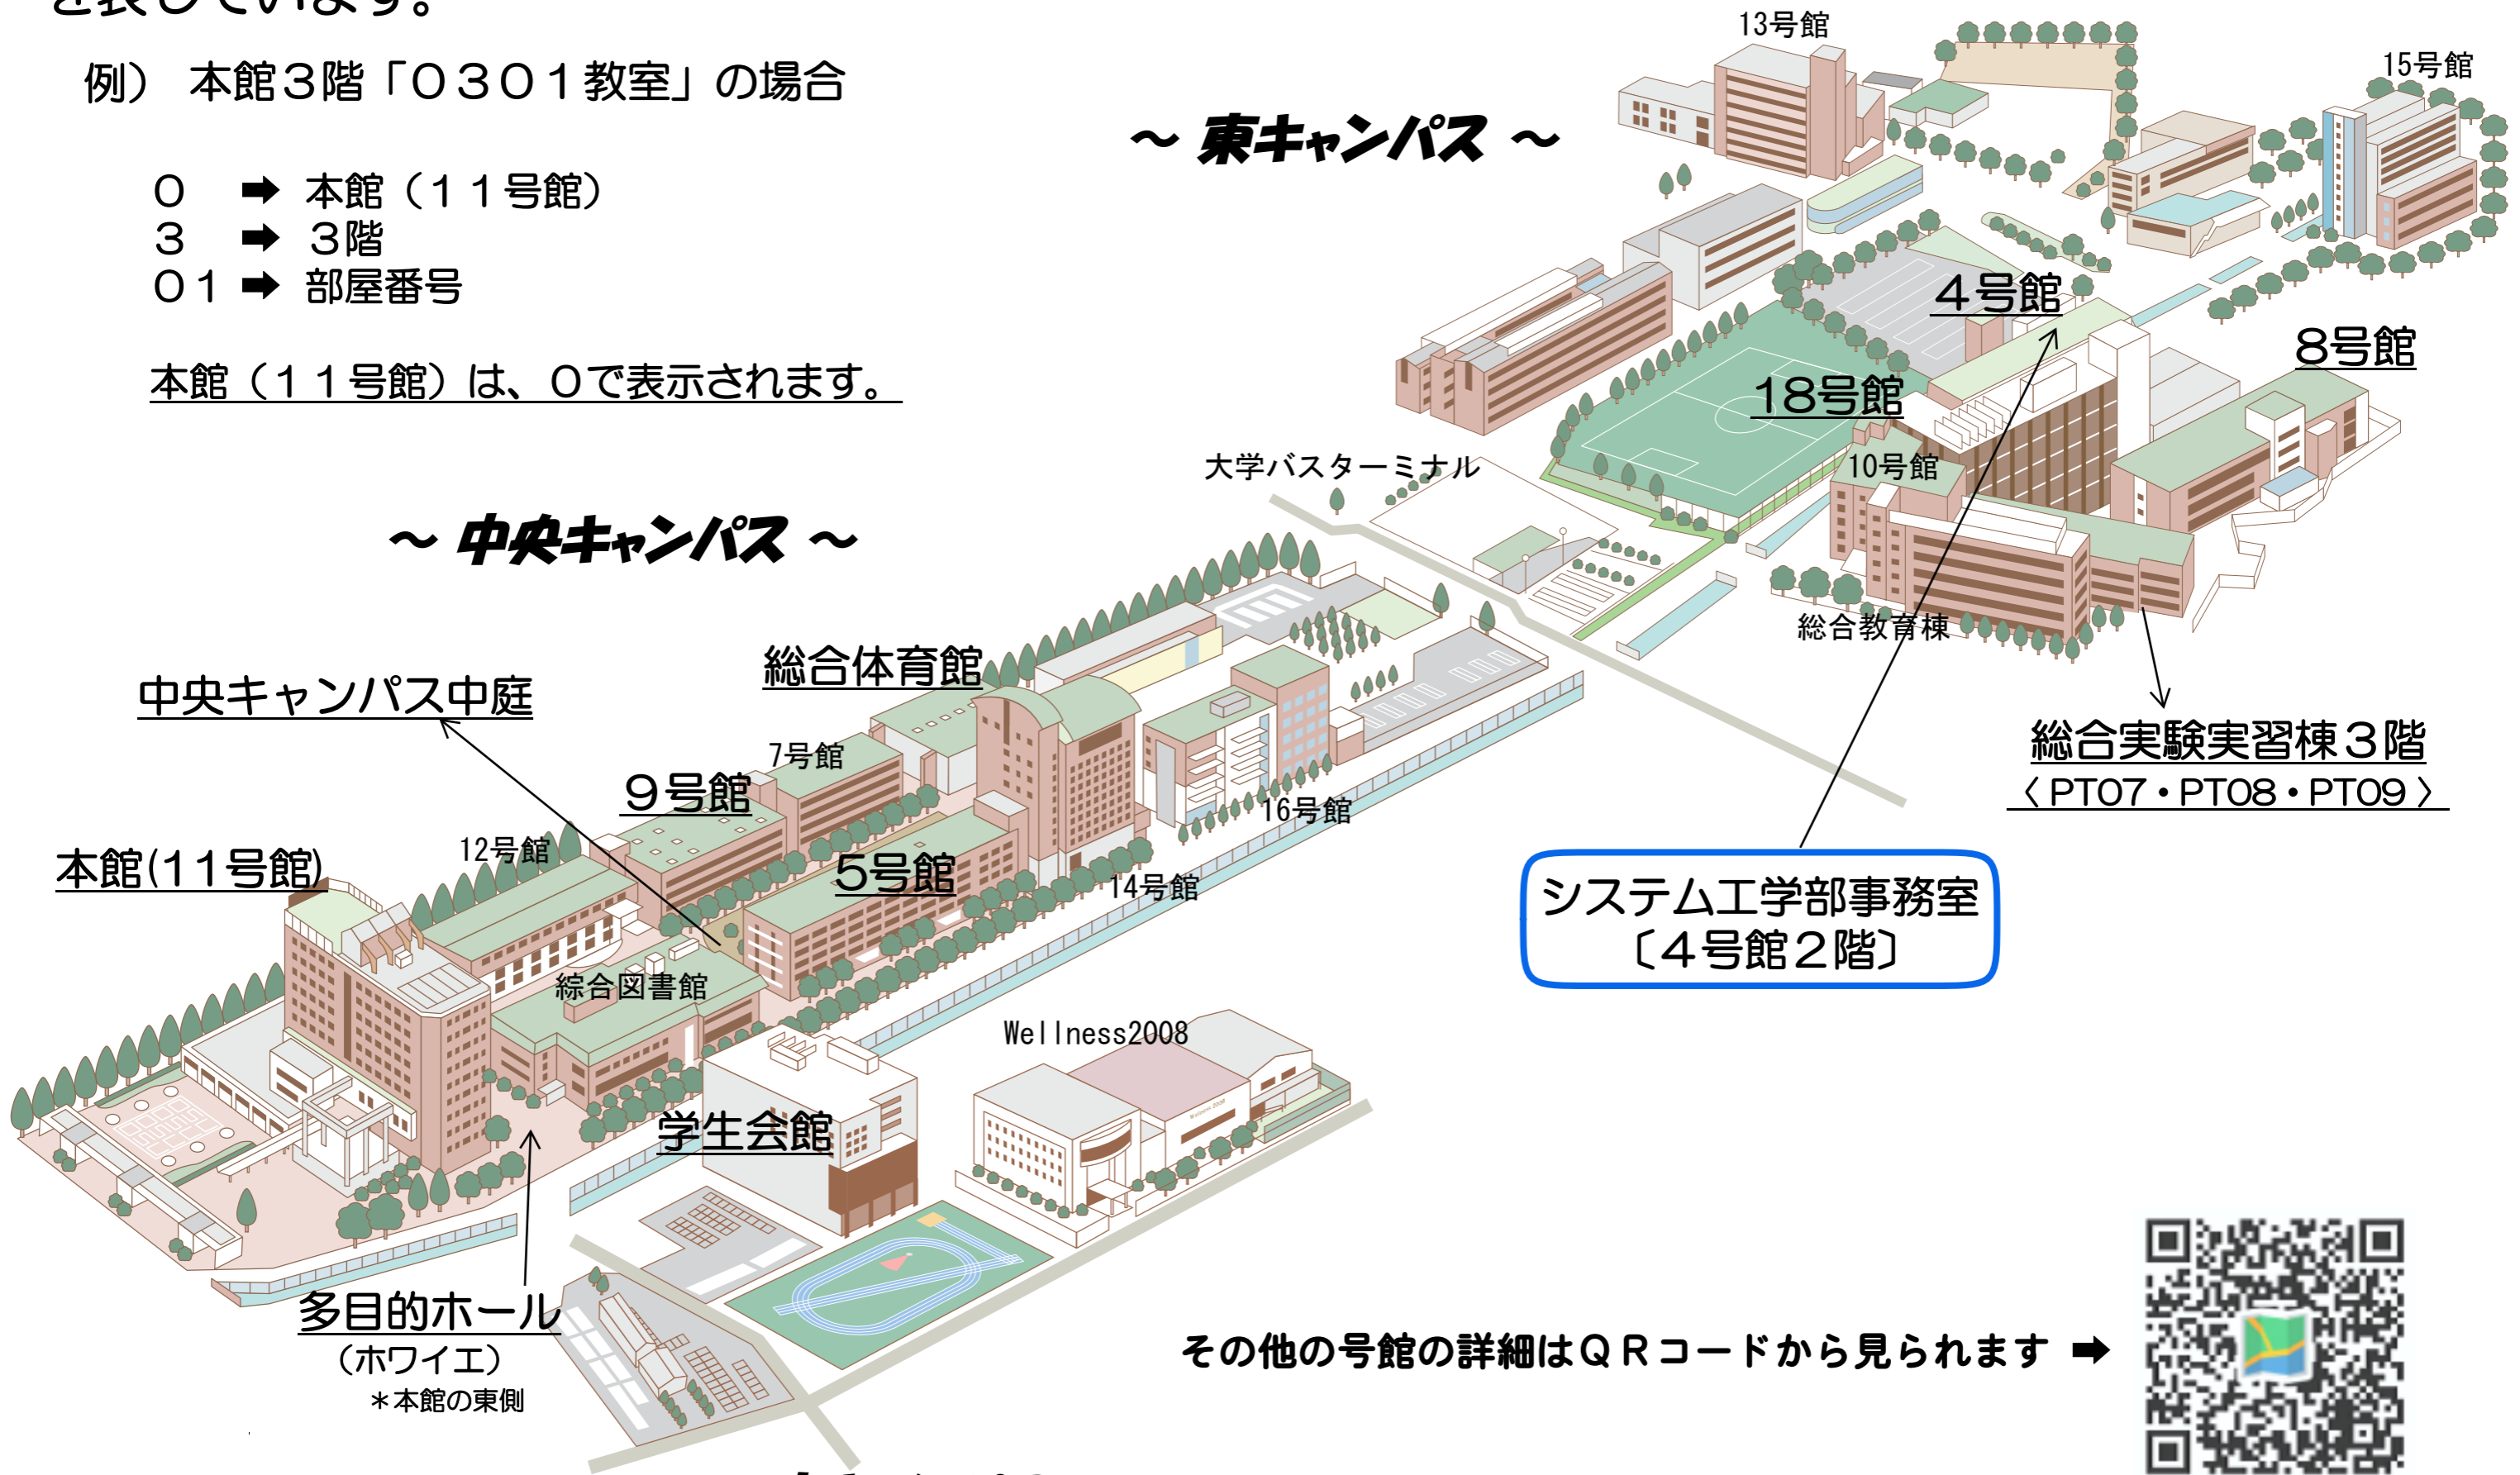 を表しています。
例） 本館３階「０３０１教室」の場合
０ ➡ 本館（１１号館）
３ ➡ ３階
０１ ➡ 部屋番号
本館（１１号館）は、０で表示されます。
～ 東キャンパス ～
13号館
15号館
４号館
8号館
18号館
10号館
大学バスターミナル
総合教育棟
総合実験実習棟３階
〈 PT07・PT08・PT09 〉
システム工学部事務室
〔４号館２階〕
～ 中央キャンパス ～
総合体育館
中央キャンパス中庭
7号館
９号館
16号館
12号館
本館(11号館)
5号館
14号館
綜合図書館
Wellness2008
Wellness 2008
学生会館
多目的ホール
（ホワイエ）
＊本館の東側
その他の号館の詳細はＱＲコードから見られます ➡